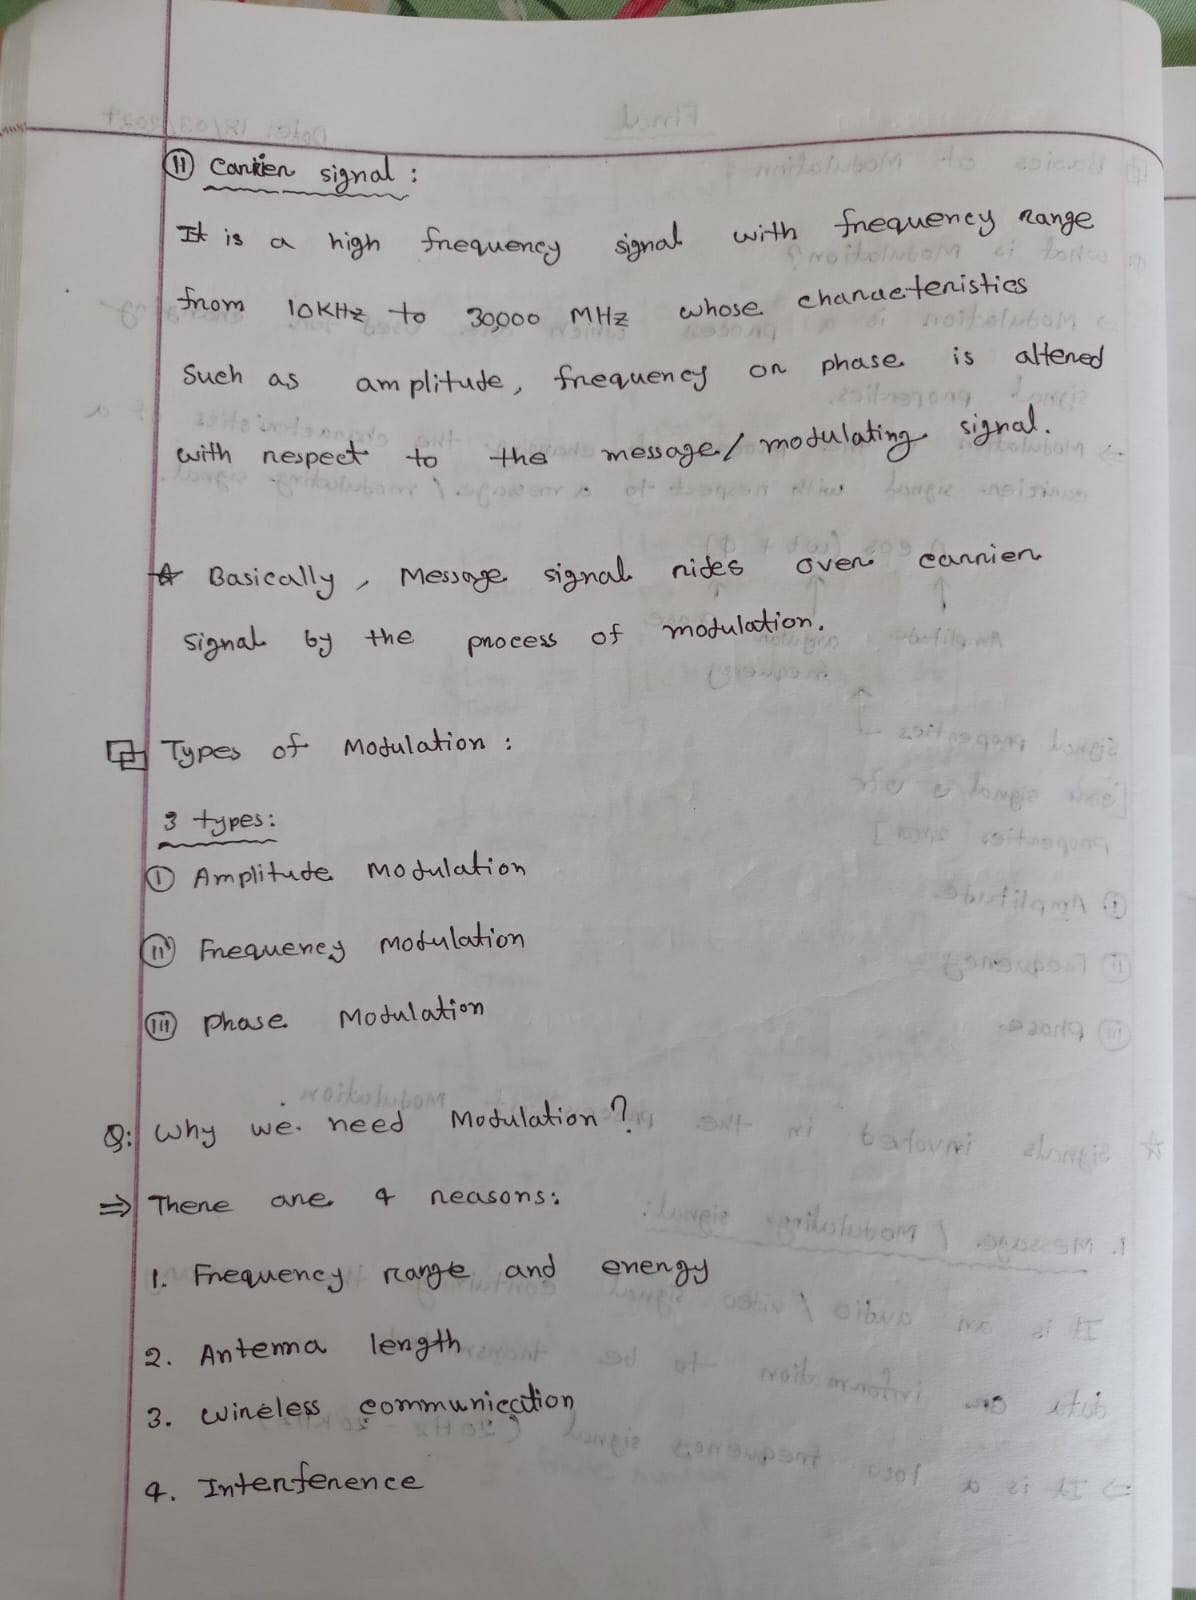 (ii) Carrier signal :
It is a high frequency signal with frequency range
from 10KHz to 30,000 MHz whose characteristics
Such as amplitude, frequency or phase is altered
with respect to the message / modulating signal.
☆ Basically, Message signal rides over carrier
signal by the process of modulation.
Types of Modulation :
3 types:
(i) Amplitude Modulation
(ii) Frequency Modulation
(iii) Phase Modulation
Q: Why we need Modulation?
⇒ There are 4 reasons:
1. Frequency range and energy
2. Antenna length
3. Wireless communication
4. Interference